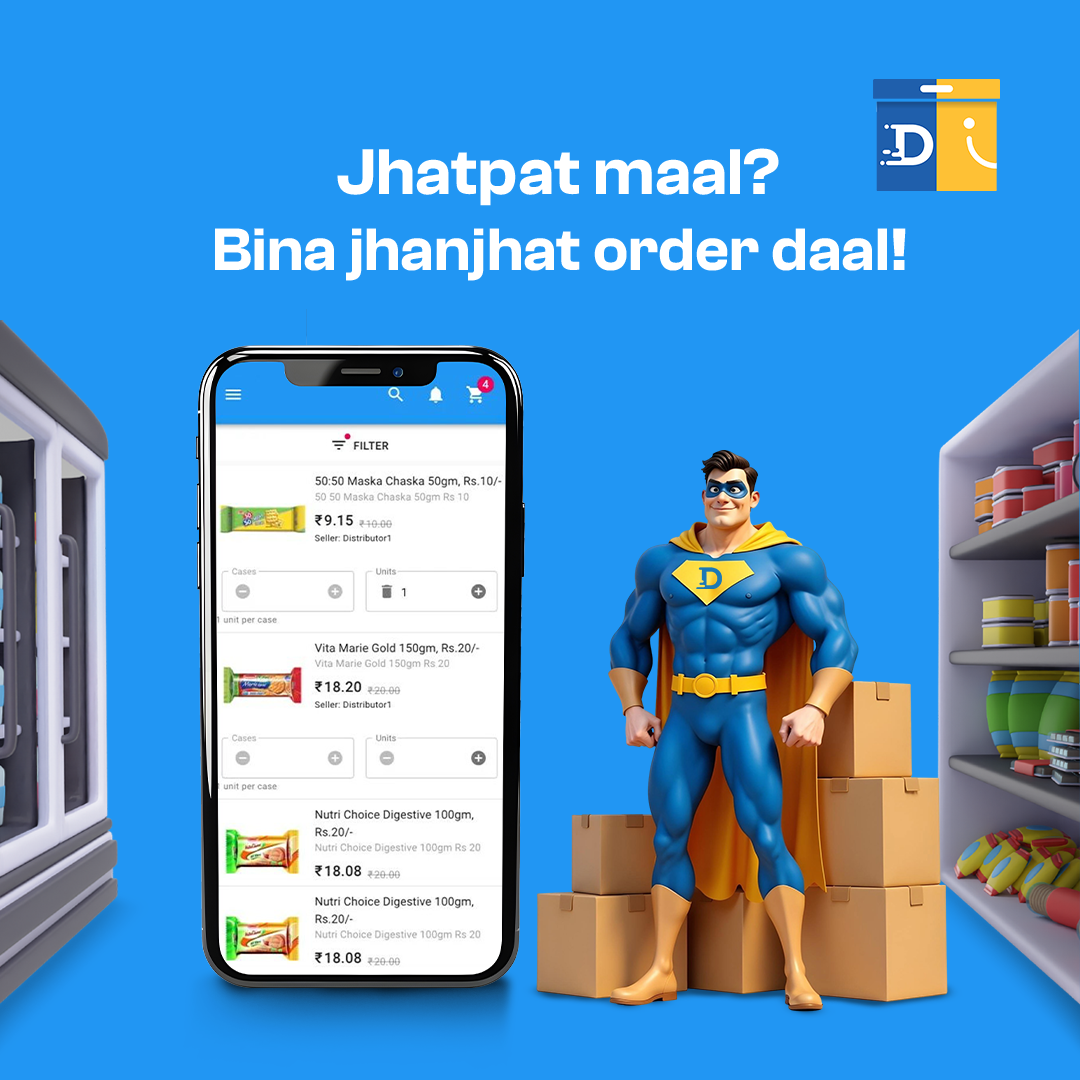 D
Jhatpat maal?
Bina jhanjhat order daal!
4
FILTER
50:50 Maska Chaska 50gm, Rs.10/-
50 50 Maska Chaska 50gm Rs 10
₹9.15 ₹10.00
Seller: Distributor1
Cases Units
1
1 unit per case
Vita Marie Gold 150gm, Rs.20/-
Vita Marie Gold 150gm Rs 20
₹18.20 ₹20.00
Seller: Distributor1
Cases Units
1 unit per case
Nutri Choice Digestive 100gm,
Rs.20/-
Nutri Choice Digestive 100gm Rs 20
₹18.08 ₹20.00
Nutri Choice Digestive 100gm,
Rs.20/-
Nutri Choice Digestive 100gm Rs 20
₹18.08 ₹20.00
D